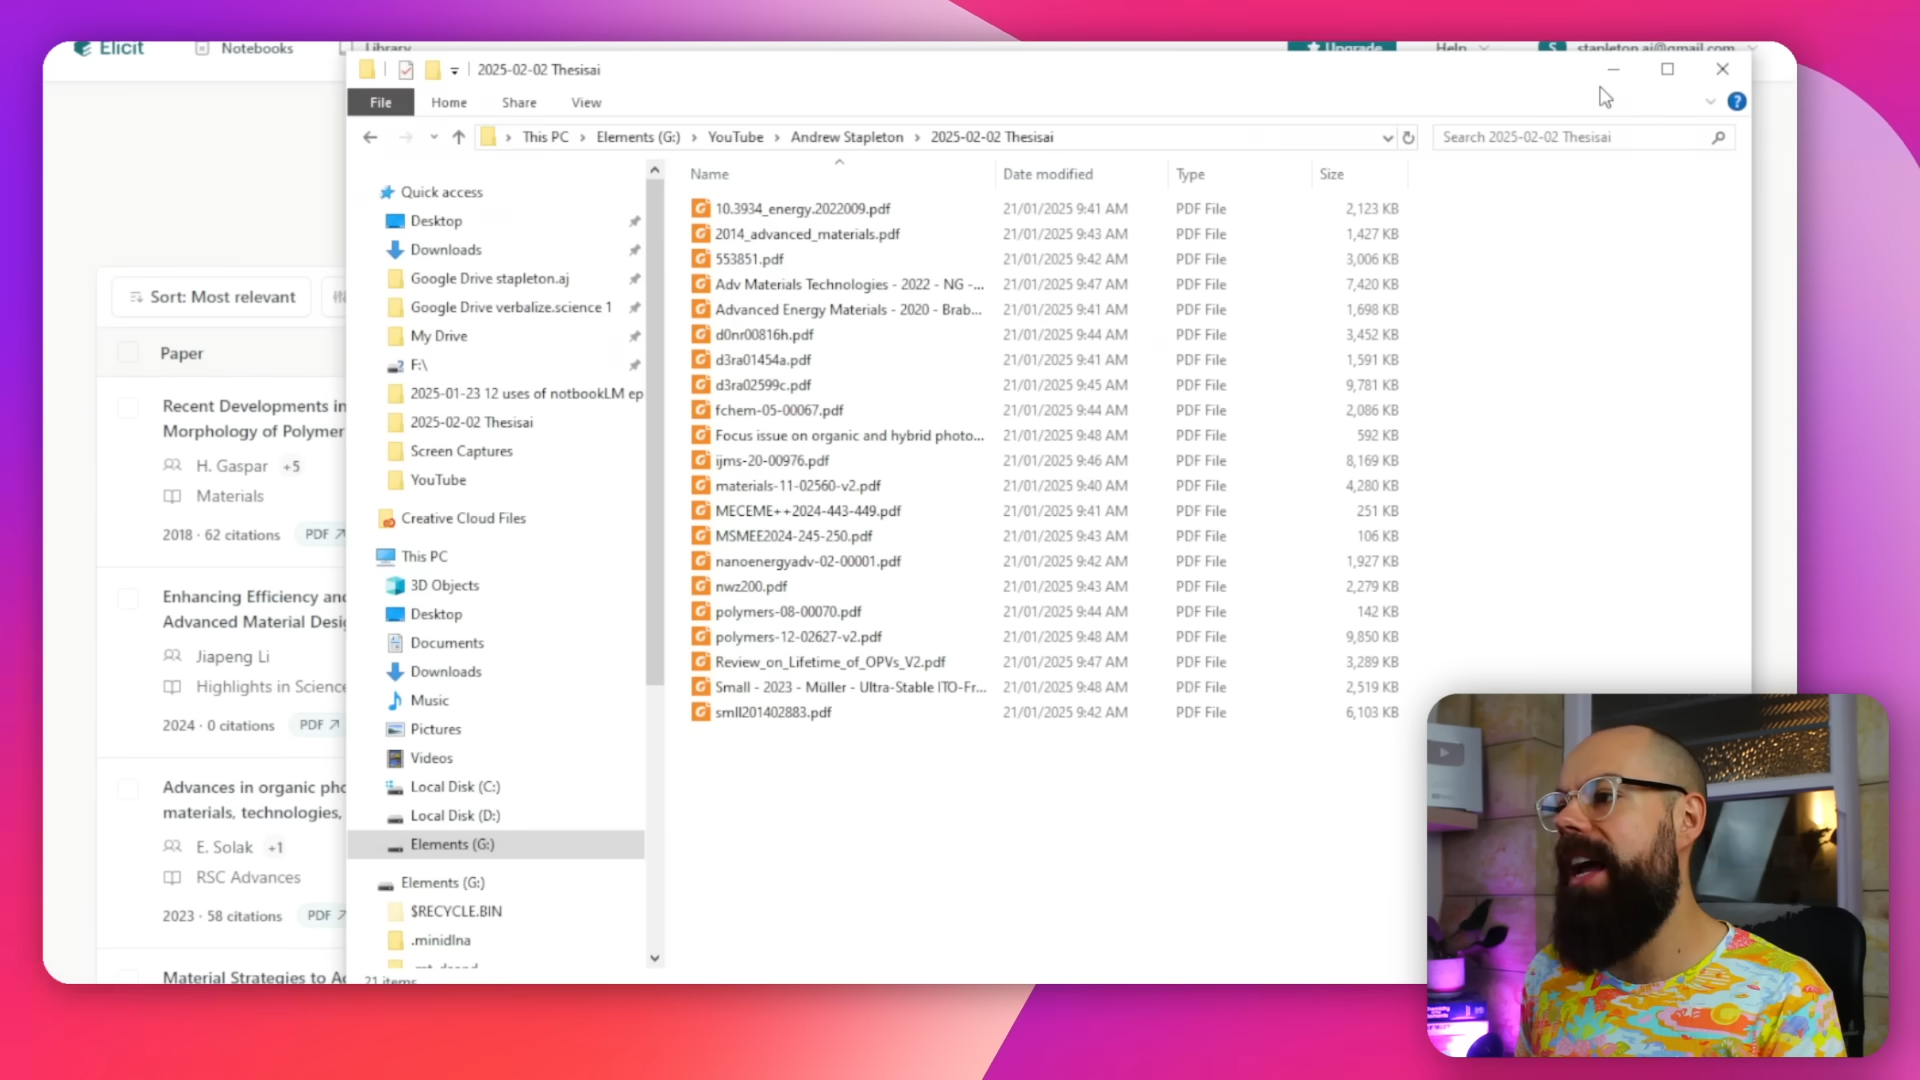 Elicit
Notebooks
Library
Upgrade
Help
S
stapleton.aj@gmail.com
2025-02-02 Thesisai
File
Home
Share
View
This PC
Elements (G:)
YouTube
Andrew Stapleton
2025-02-02 Thesisai
Search 2025-02-02 Thesisai
Sort: Most relevant
Paper
Recent Developments in
Morphology of Polymer
H. Gaspar +5
Materials
2018 · 62 citations PDF
Enhancing Efficiency and
Advanced Material Desig
Jiapeng Li
Highlights in Science
2024 · 0 citations PDF
Advances in organic pho
materials, technologies,
E. Solak +1
RSC Advances
2023 · 58 citations PDF
Material Strategies to Ac
Quick access
Desktop
Downloads
Google Drive stapleton.aj
Google Drive verbalize.science 1
My Drive
F:\
2025-01-23 12 uses of notbookLM ep
2025-02-02 Thesisai
Screen Captures
YouTube
Creative Cloud Files
This PC
3D Objects
Desktop
Documents
Downloads
Music
Pictures
Videos
Local Disk (C:)
Local Disk (D:)
Elements (G:)
Elements (G:)
$RECYCLE.BIN
.minidlna
Name Date modified Type Size
10.3934_energy.2022009.pdf 21/01/2025 9:41 AM PDF File 2,123 KB
2014_advanced_materials.pdf 21/01/2025 9:43 AM PDF File 1,427 KB
553851.pdf 21/01/2025 9:42 AM PDF File 3,006 KB
Adv Materials Technologies - 2022 - NG -... 21/01/2025 9:47 AM PDF File 7,420 KB
Advanced Energy Materials - 2020 - Brab... 21/01/2025 9:41 AM PDF File 1,698 KB
d0nr00816h.pdf 21/01/2025 9:44 AM PDF File 3,452 KB
d3ra01454a.pdf 21/01/2025 9:41 AM PDF File 1,591 KB
d3ra02599c.pdf 21/01/2025 9:45 AM PDF File 9,781 KB
fchem-05-00067.pdf 21/01/2025 9:44 AM PDF File 2,086 KB
Focus issue on organic and hybrid photo... 21/01/2025 9:48 AM PDF File 592 KB
ijms-20-00976.pdf 21/01/2025 9:46 AM PDF File 8,169 KB
materials-11-02560-v2.pdf 21/01/2025 9:40 AM PDF File 4,280 KB
MECEME++2024-443-449.pdf 21/01/2025 9:41 AM PDF File 251 KB
MSMEE2024-245-250.pdf 21/01/2025 9:43 AM PDF File 106 KB
nanoenergyadv-02-00001.pdf 21/01/2025 9:42 AM PDF File 1,927 KB
nwz200.pdf 21/01/2025 9:43 AM PDF File 2,279 KB
polymers-08-00070.pdf 21/01/2025 9:44 AM PDF File 142 KB
polymers-12-02627-v2.pdf 21/01/2025 9:48 AM PDF File 9,850 KB
Review_on_Lifetime_of_OPVs_V2.pdf 21/01/2025 9:47 AM PDF File 3,289 KB
Small - 2023 - Müller - Ultra-Stable ITO-Fr... 21/01/2025 9:48 AM PDF File 2,519 KB
smll201402883.pdf 21/01/2025 9:42 AM PDF File 6,103 KB
21 items